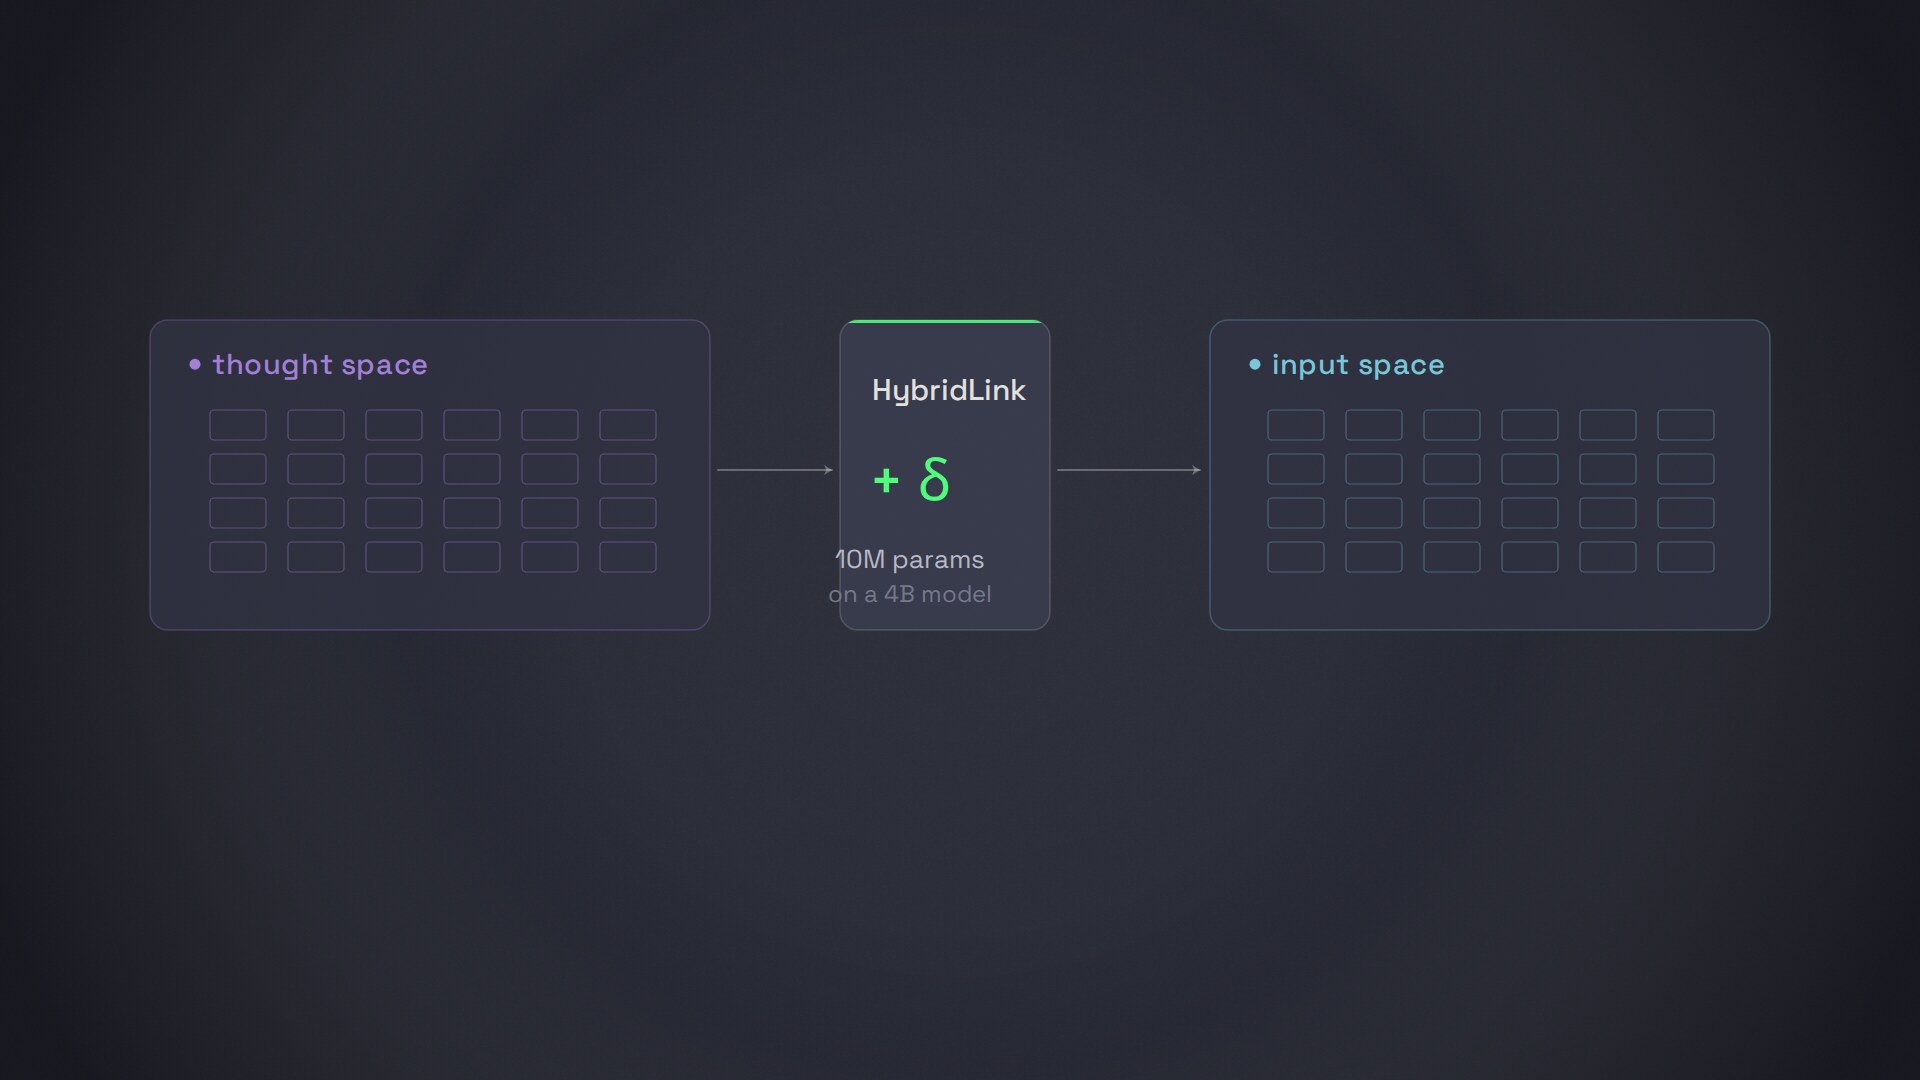 thought space
HybridLink
+ δ
10M params
on a 4B model
input space